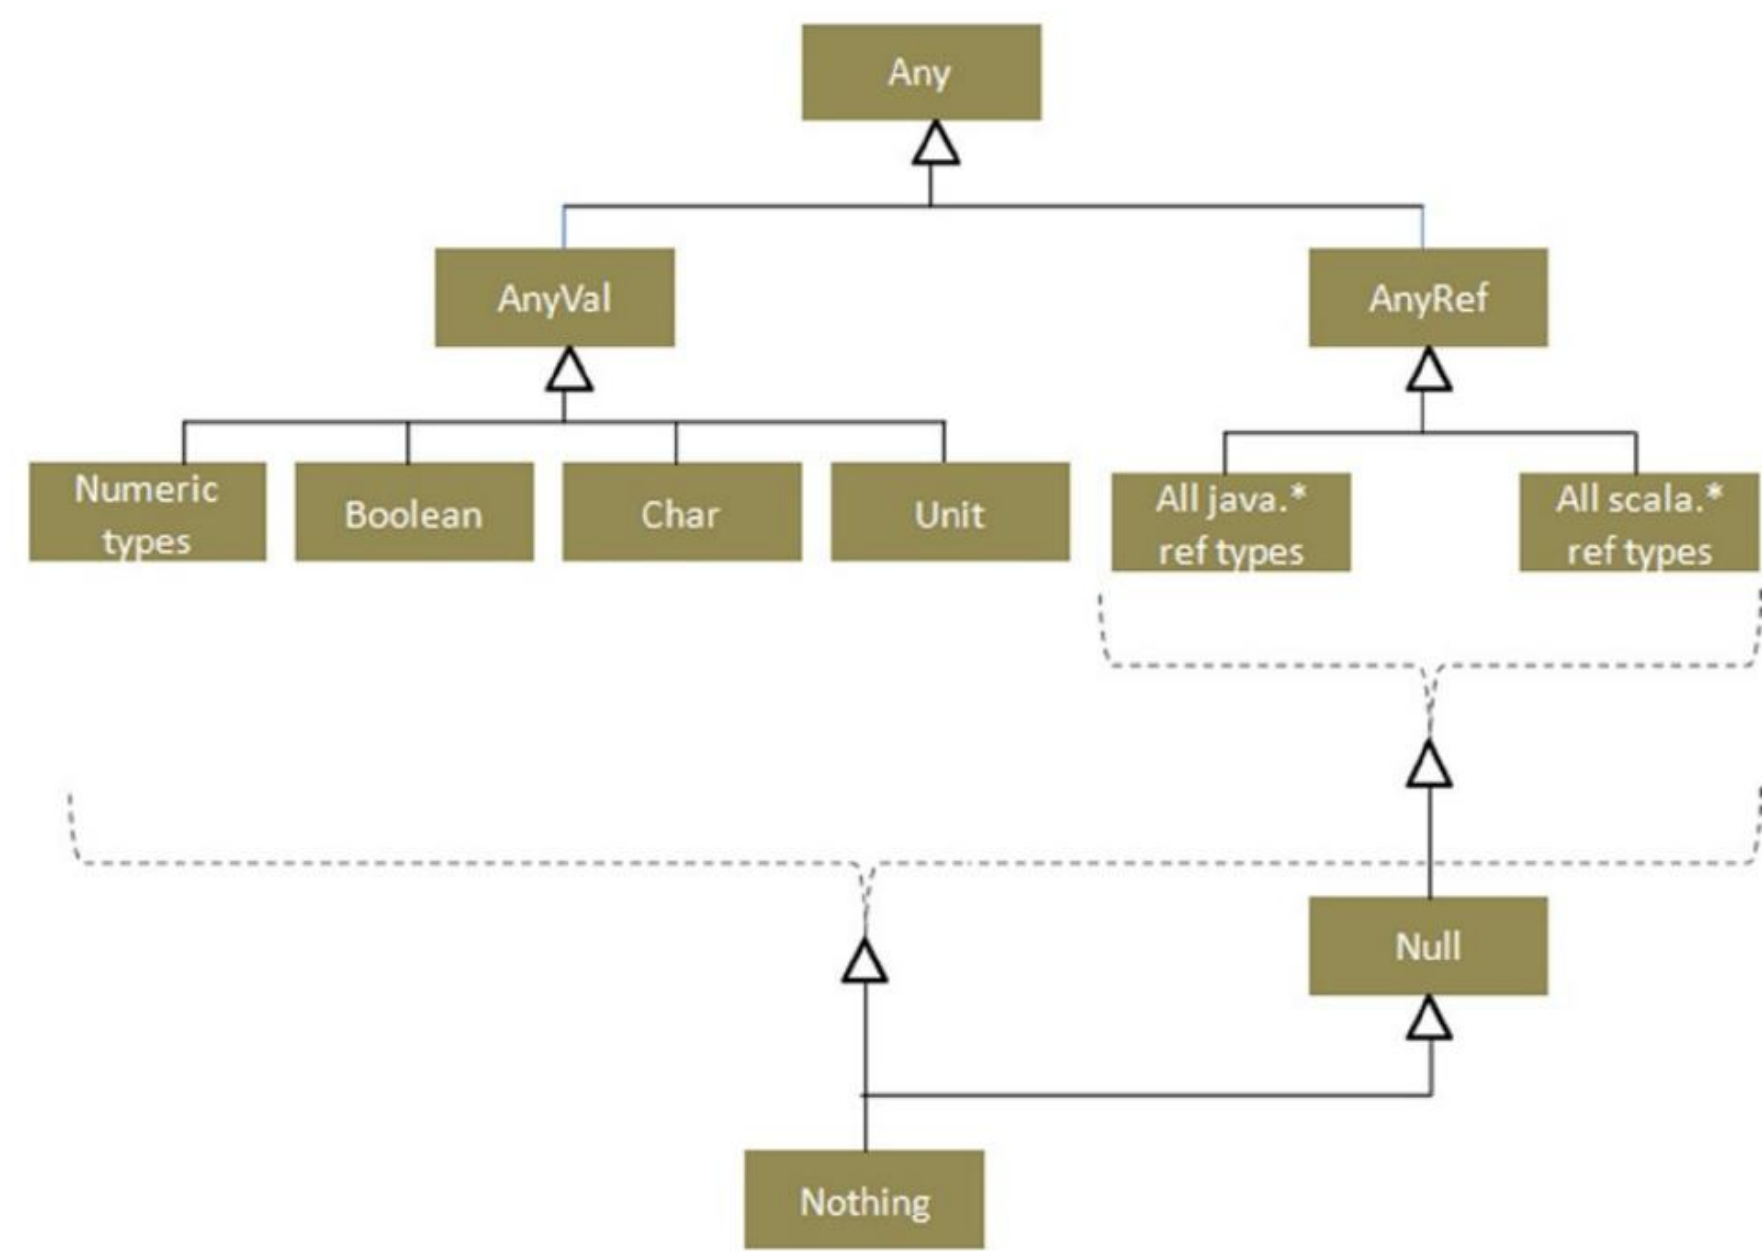 Any
AnyVal
AnyRef
Numeric
types
Boolean
Char
Unit
All java.*
ref types
All scala.*
ref types
Null
Nothing